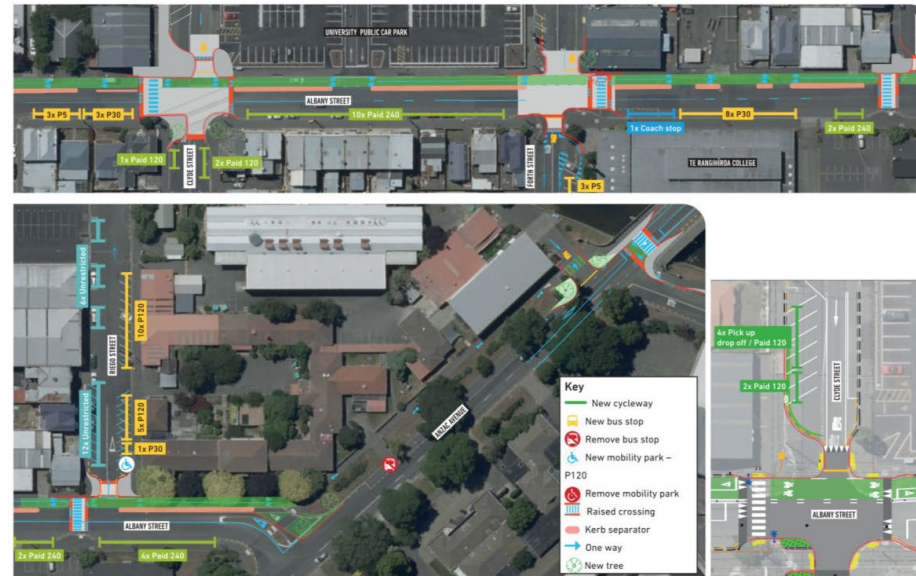 UNIVERSITY PUBLIC CAR PARK
ALBANY STREET
3x P5
3x P30
10x Paid 240
1x Coach stop
8x P30
2x Paid 240
1x Paid 120
2x Paid 120
CLYDE STREET
FORTH STREET
3x P5
TE RANGIHĪROA COLLEGE
6x Unrestricted
10x P120
RIEGO STREET
12x Unrestricted
5x P120
1x P30
ANZAC AVENUE
ALBANY STREET
2x Paid 240
4x Paid 240
Key
New cycleway
New bus stop
Remove bus stop
New mobility park –
P120
Remove mobility park
Raised crossing
Kerb separator
One way
New tree
4x Pick up
drop off / Paid 120
2x Paid 120
CLYDE STREET
ALBANY STREET